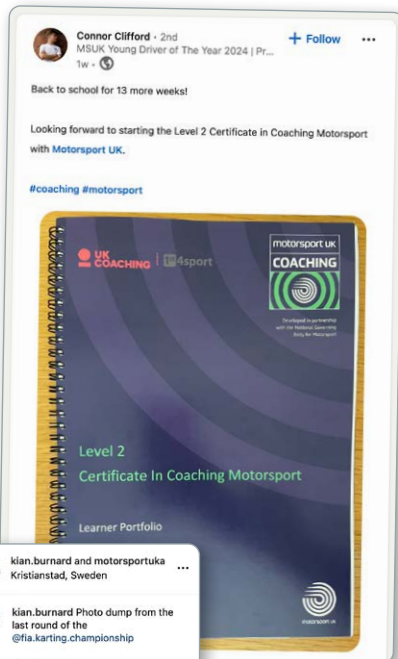 Connor Clifford · 2nd
MSUK Young Driver of The Year 2024 | Pr...
1w ·
+ Follow
Back to school for 13 more weeks!
Looking forward to starting the Level 2 Certificate in Coaching Motorsport
with Motorsport UK.
#coaching #motorsport
UK
COACHING
1st4sport
motorsport uk
COACHING
Developed in partnership
with the National Governing
Body for Motorsport
Level 2
Certificate In Coaching Motorsport
Learner Portfolio
motorsport uk
kian.burnard and motorsportuka
Kristianstad, Sweden
kian.burnard Photo dump from the
last round of the
@fia.karting.championship